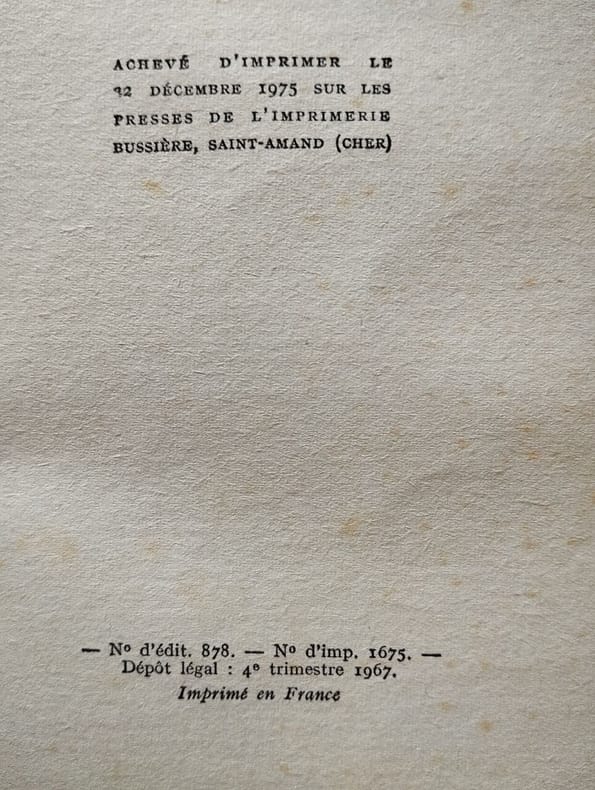 ACHEVÉ D'IMPRIMER LE
22 DÉCEMBRE 1975 SUR LES
PRESSES DE L'IMPRIMERIE
BUSSIÈRE, SAINT-AMAND (CHER)
— Nº d'édit. 878. — Nº d'imp. 1675. —
Dépôt légal : 4ᵉ trimestre 1967.
Imprimé en France